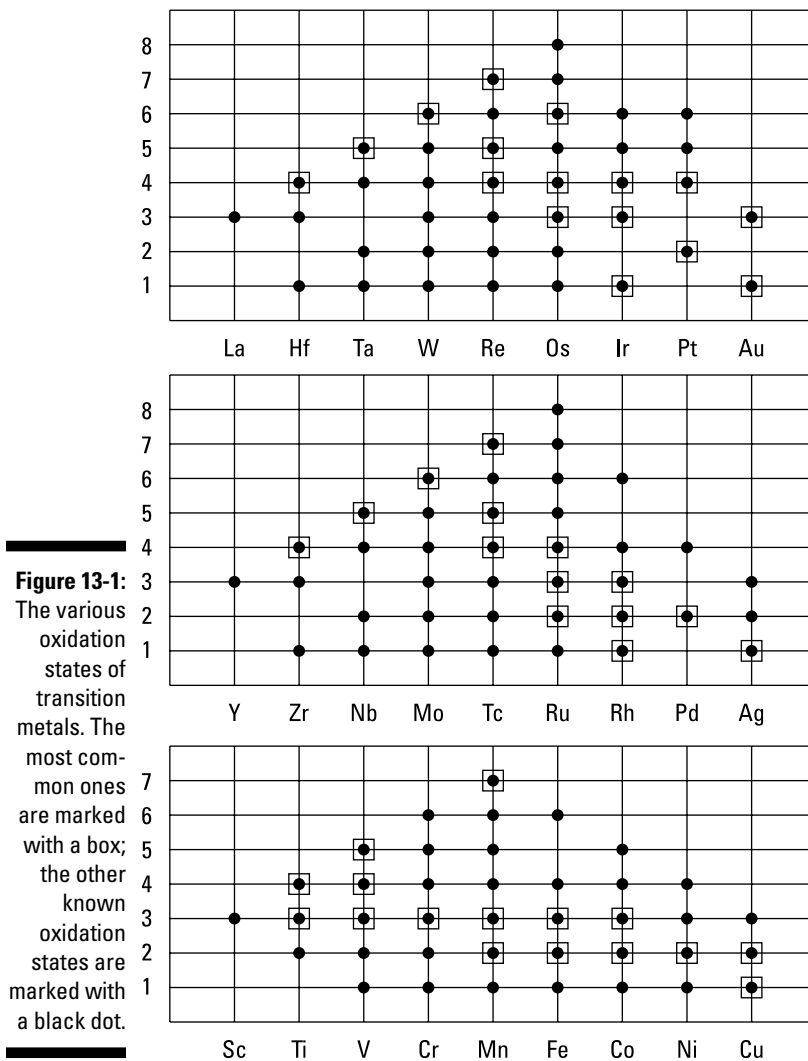 8
7
6
5
4
3
2
1
La Hf Ta W Re Os Ir Pt Au
8
7
6
5
4
3
2
1
Y Zr Nb Mo Tc Ru Rh Pd Ag
7
6
5
4
3
2
1
Sc Ti V Cr Mn Fe Co Ni Cu
Figure 13-1:
The various
oxidation
states of
transition
metals. The
most com-
mon ones
are marked
with a box;
the other
known
oxidation
states are
marked with
a black dot.